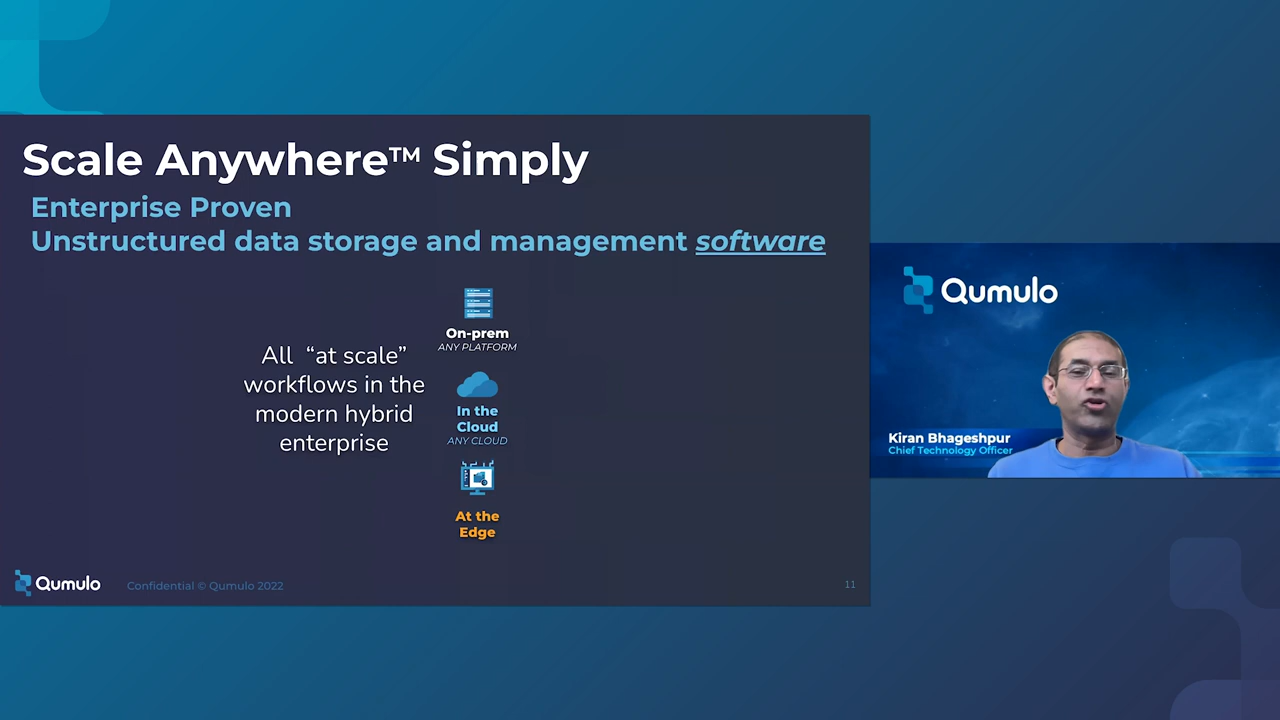 Scale Anywhere™ Simply
Enterprise Proven
Unstructured data storage and management software
All “at scale”
workflows in the
modern hybrid
enterprise
On-prem
ANY PLATFORM
In the
Cloud
ANY CLOUD
At the
Edge
Qumulo
Confidential © Qumulo 2022
11
Qumulo
Kiran Bhageshpur
Chief Technology Officer